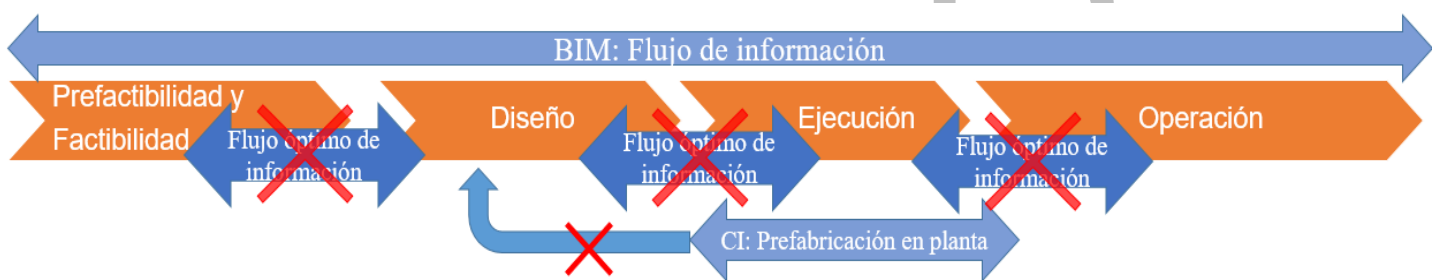 BIM: Flujo de información
Prefactibilidad y
Factibilidad
Diseño
Ejecución
Operación
Flujo óptimo de
información
Flujo óptimo de
información
Flujo óptimo de
información
CI: Prefabricación en planta